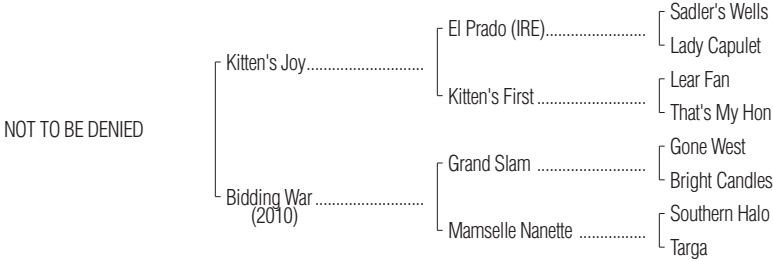 Sadler's Wells
El Prado (IRE)........................
Lady Capulet
Kitten's Joy............................
Lear Fan
Kitten's First ..........................
That's My Hon
NOT TO BE DENIED
Gone West
Grand Slam ..........................
Bright Candles
Bidding War ..........................
(2010)
Southern Halo
Mamselle Nanette ................
Targa